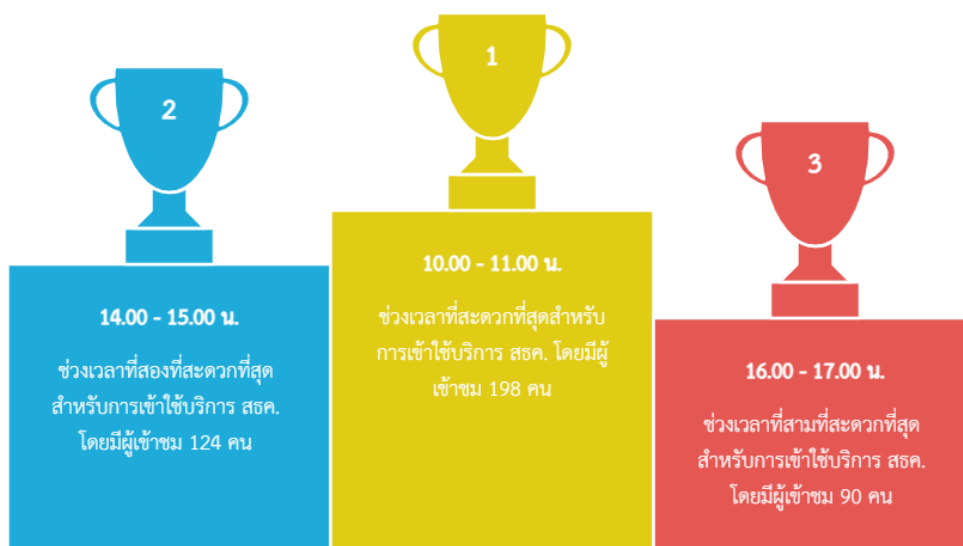 1
10.00 - 11.00 น.
ช่วงเวลาที่สะดวกที่สุดสำหรับ
การเข้าใช้บริการ สธค. โดยมีผู้
เข้าชม 198 คน
2
14.00 - 15.00 น.
ช่วงเวลาที่สองที่สะดวกที่สุด
สำหรับการเข้าใช้บริการ สธค.
โดยมีผู้เข้าชม 124 คน
3
16.00 - 17.00 น.
ช่วงเวลาที่สามที่สะดวกที่สุด
สำหรับการเข้าใช้บริการ สธค.
โดยมีผู้เข้าชม 90 คน